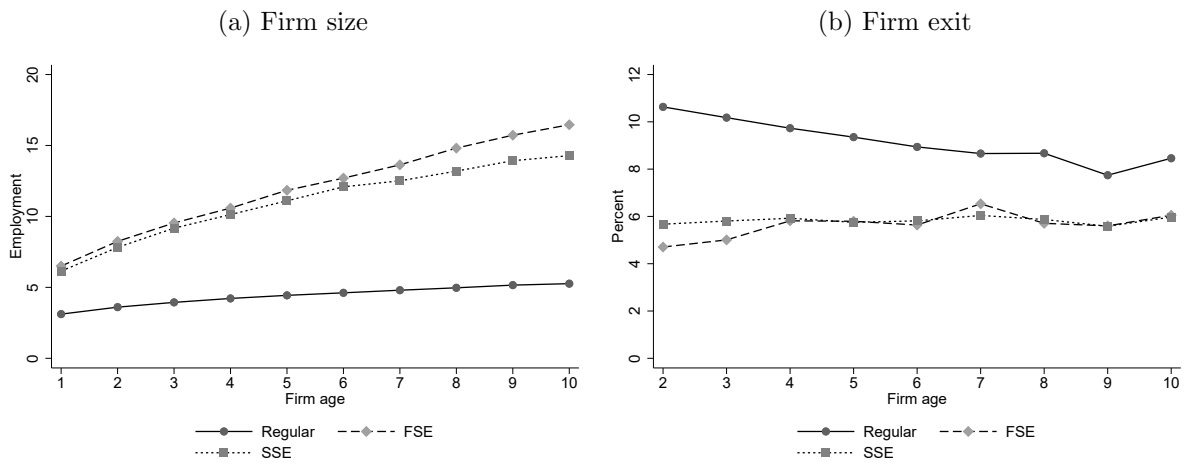 (a) Firm size
Employment
20
15
10
5
0
1 2 3 4 5 6 7 8 9 10
Firm age
Regular FSE
SSE
(b) Firm exit
Percent
12
10
8
6
4
2
0
2 3 4 5 6 7 8 9 10
Firm age
Regular FSE
SSE